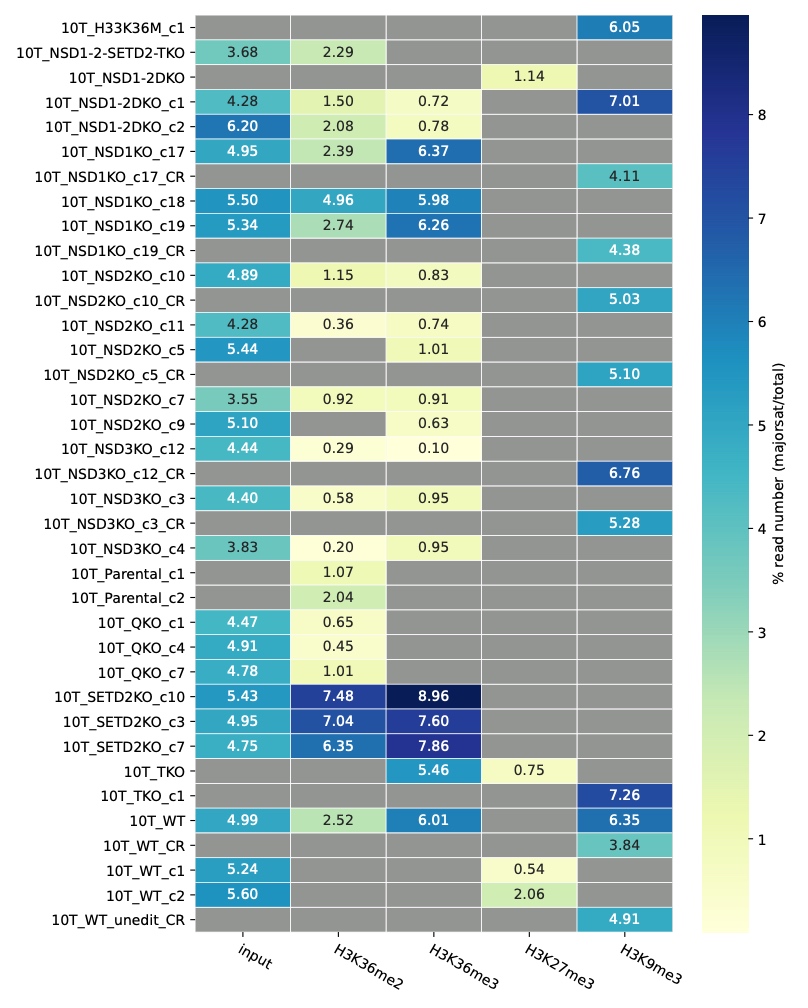 10T_H33K36M_c1 6.05
10T_NSD1-2-SETD2-TKO 3.68 2.29
10T_NSD1-2DKO 1.14
10T_NSD1-2DKO_c1 4.28 1.50 0.72 7.01
10T_NSD1-2DKO_c2 6.20 2.08 0.78
10T_NSD1KO_c17 4.95 2.39 6.37
10T_NSD1KO_c17_CR 4.11
10T_NSD1KO_c18 5.50 4.96 5.98
10T_NSD1KO_c19 5.34 2.74 6.26
10T_NSD1KO_c19_CR 4.38
10T_NSD2KO_c10 4.89 1.15 0.83
10T_NSD2KO_c10_CR 5.03
10T_NSD2KO_c11 4.28 0.36 0.74
10T_NSD2KO_c5 5.44 1.01
10T_NSD2KO_c5_CR 5.10
10T_NSD2KO_c7 3.55 0.92 0.91
10T_NSD2KO_c9 5.10 0.63
10T_NSD3KO_c12 4.44 0.29 0.10
10T_NSD3KO_c12_CR 6.76
10T_NSD3KO_c3 4.40 0.58 0.95
10T_NSD3KO_c3_CR 5.28
10T_NSD3KO_c4 3.83 0.20 0.95
10T_Parental_c1 1.07
10T_Parental_c2 2.04
10T_QKO_c1 4.47 0.65
10T_QKO_c4 4.91 0.45
10T_QKO_c7 4.78 1.01
10T_SETD2KO_c10 5.43 7.48 8.96
10T_SETD2KO_c3 4.95 7.04 7.60
10T_SETD2KO_c7 4.75 6.35 7.86
10T_TKO 5.46 0.75
10T_TKO_c1 7.26
10T_WT 4.99 2.52 6.01 6.35
10T_WT_CR 3.84
10T_WT_c1 5.24 0.54
10T_WT_c2 5.60 2.06
10T_WT_unedit_CR 4.91
input H3K36me2 H3K36me3 H3K27me3 H3K9me3
8
7
6
5
4
3
2
1
% read number (majorsat/total)